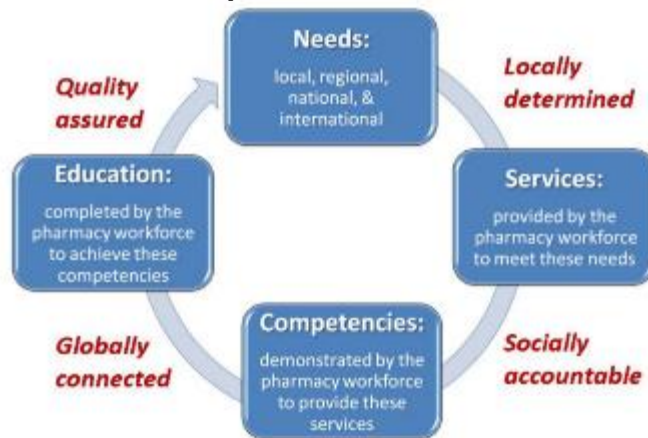 Needs:
local, regional,
national, &
international
Quality
assured
Locally
determined
Education:
completed by the
pharmacy workforce
to achieve these
competencies
Services:
provided by the
pharmacy workforce
to meet these needs
Competencies:
demonstrated by the
pharmacy workforce
to provide these
services
Globally
connected
Socially
accountable